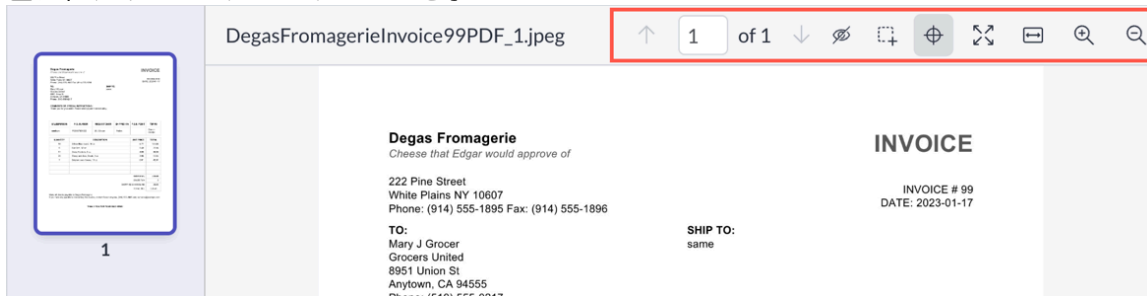 DegasFromagerieInvoice99PDF_1.jpeg
1 of 1
1
Degas Fromagerie
Cheese that Edgar would approve of
INVOICE
222 Pine Street
White Plains NY 10607
Phone: (914) 555-1895 Fax: (914) 555-1896
INVOICE # 99
DATE: 2023-01-17
TO:
Mary J Grocer
Grocers United
8951 Union St
Anytown, CA 94555
SHIP TO:
same